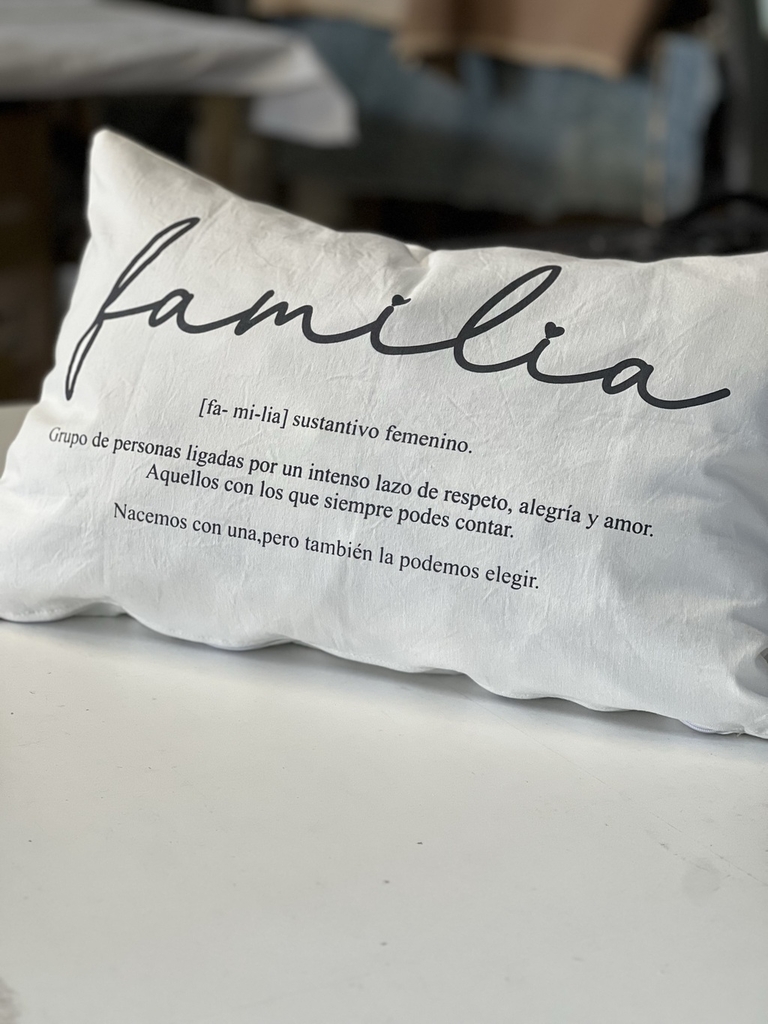 familia
[fa- mi-lia] sustantivo femenino.
Grupo de personas ligadas por un intenso lazo de respeto, alegría y amor.
Aquellos con los que siempre podes contar.
Nacemos con una,pero también la podemos elegir.